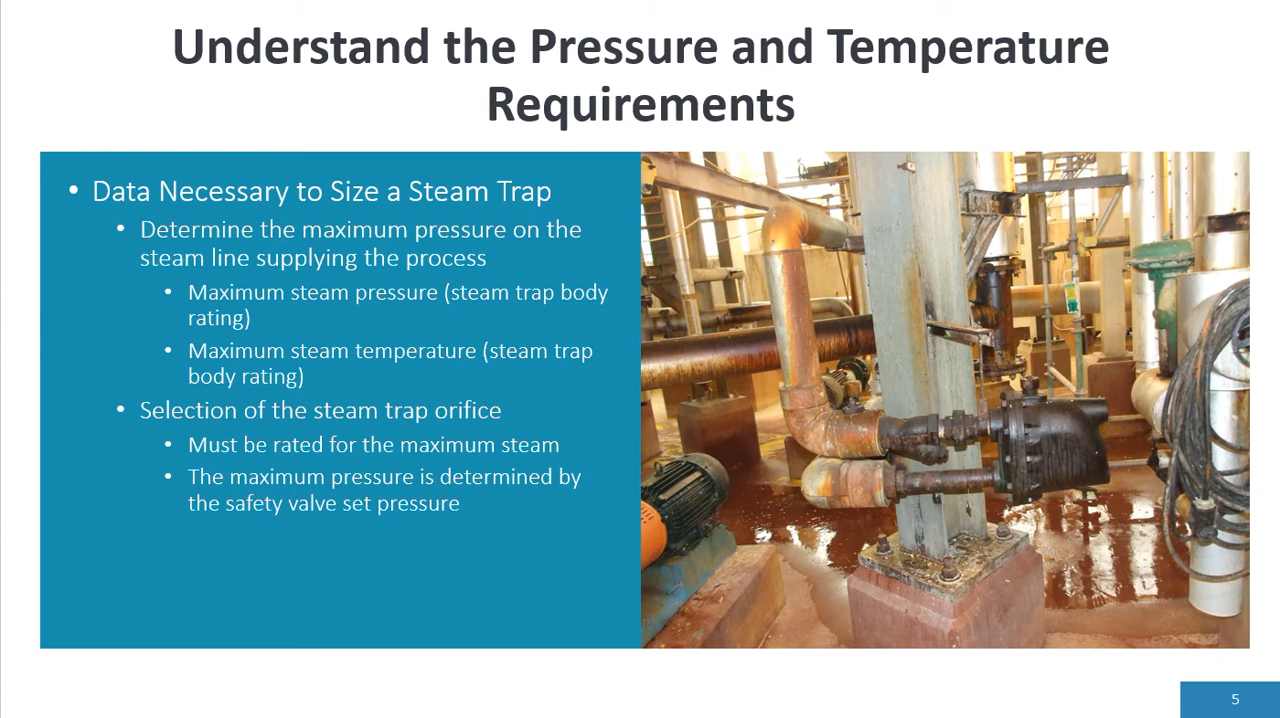 Understand the Pressure and Temperature
Requirements
• Data Necessary to Size a Steam Trap
• Determine the maximum pressure on the
steam line supplying the process
• Maximum steam pressure (steam trap body
rating)
• Maximum steam temperature (steam trap
body rating)
• Selection of the steam trap orifice
• Must be rated for the maximum steam
• The maximum pressure is determined by
the safety valve set pressure
5